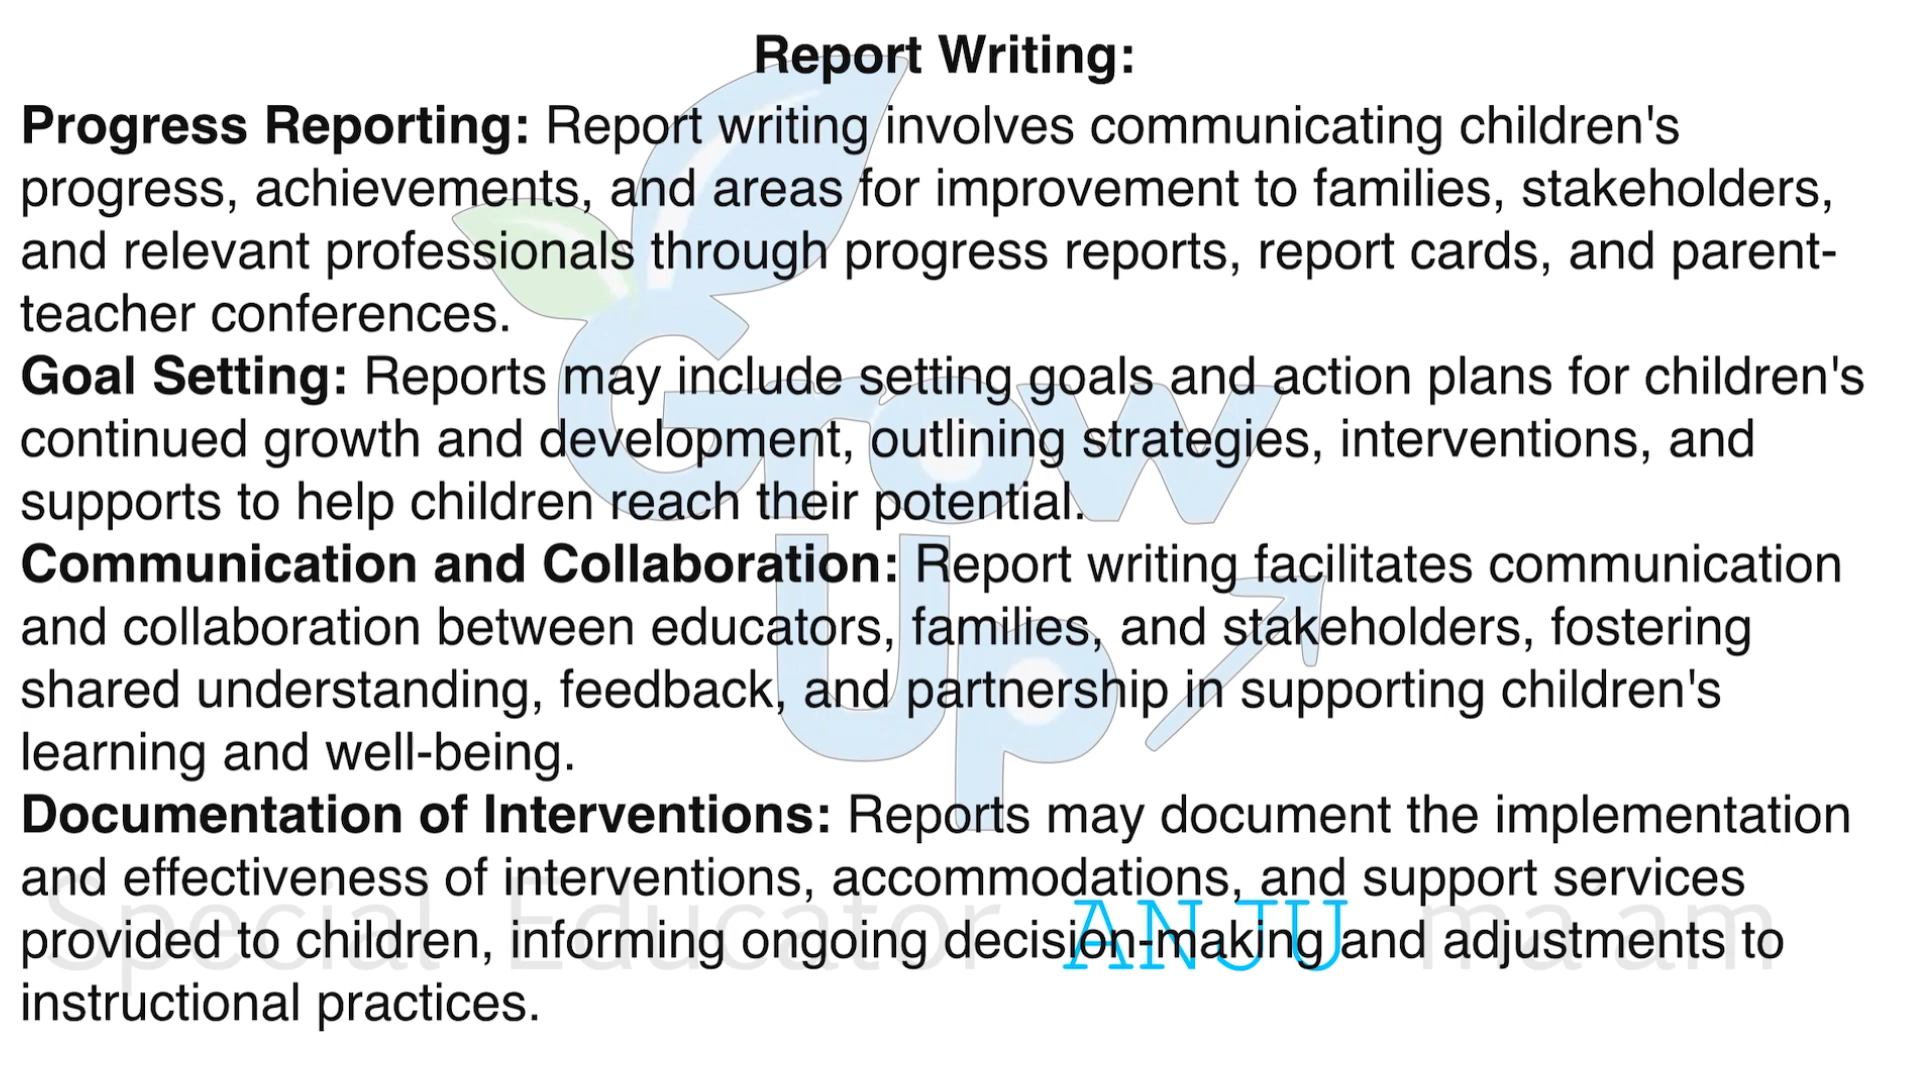 Report Writing:
Progress Reporting: Report writing involves communicating children's
progress, achievements, and areas for improvement to families, stakeholders,
and relevant professionals through progress reports, report cards, and parent-
teacher conferences.
Goal Setting: Reports may include setting goals and action plans for children's
continued growth and development, outlining strategies, interventions, and
supports to help children reach their potential.
Communication and Collaboration: Report writing facilitates communication
and collaboration between educators, families, and stakeholders, fostering
shared understanding, feedback, and partnership in supporting children's
learning and well-being.
Documentation of Interventions: Reports may document the implementation
and effectiveness of interventions, accommodations, and support services
provided to children, informing ongoing decision-making and adjustments to
instructional practices.
Grow
Up
Special Educator ANJU ma'am